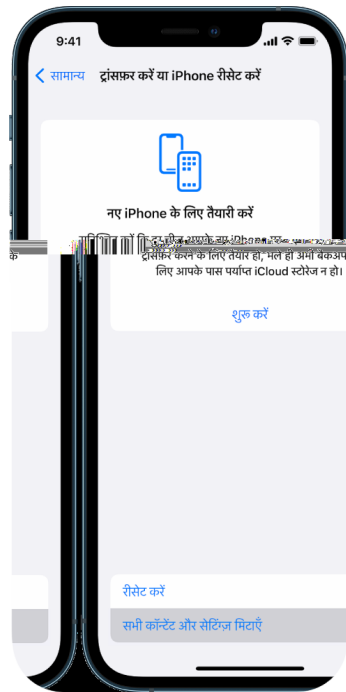 9:41
सामान्य ट्रांसफ़र करें या iPhone रीसेट करें
नए iPhone के लिए तैयारी करें
ट्रांसफ़र करने के लिए तैयार हो, भले ही अभी बैकअप
लिए आपके पास पर्याप्त iCloud स्टोरेज न हो।
शुरू करें
रीसेट करें
सभी कॉन्टेंट और सेटिंग्ज़ मिटाएँ